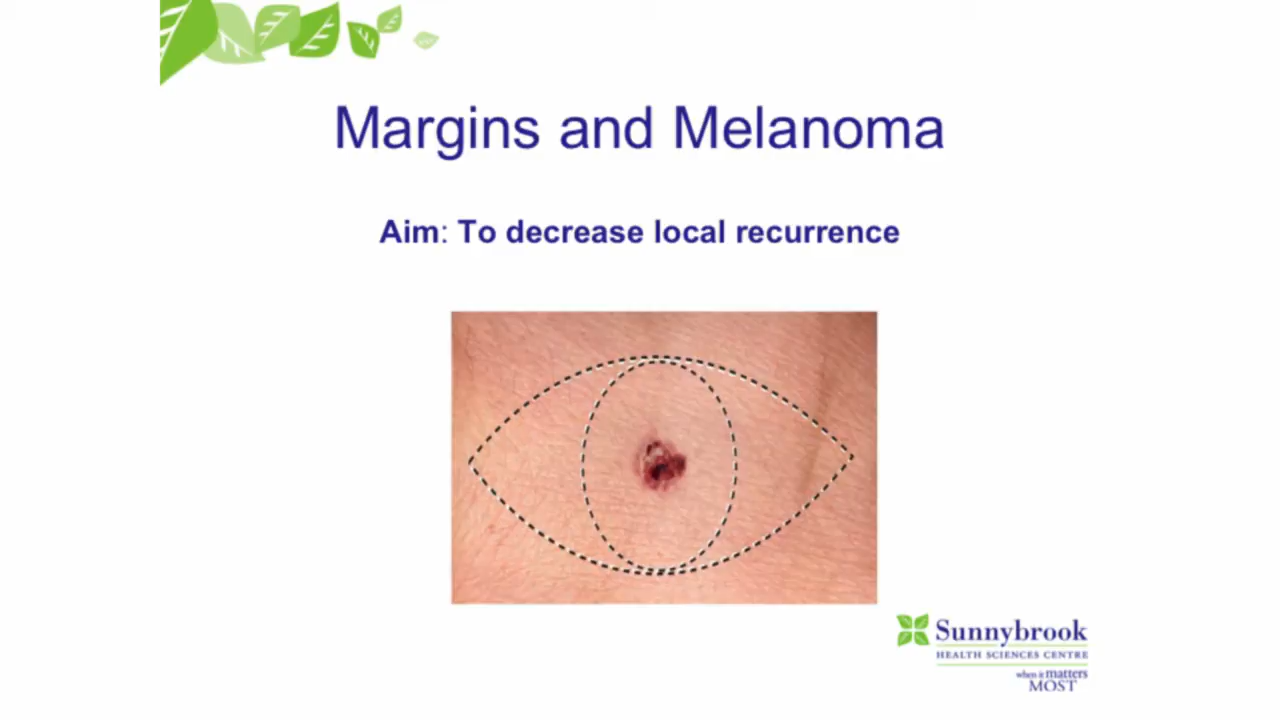 Margins and Melanoma
Aim: To decrease local recurrence
Sunnybrook
HEALTH SCIENCES CENTRE
when it matters
MOST